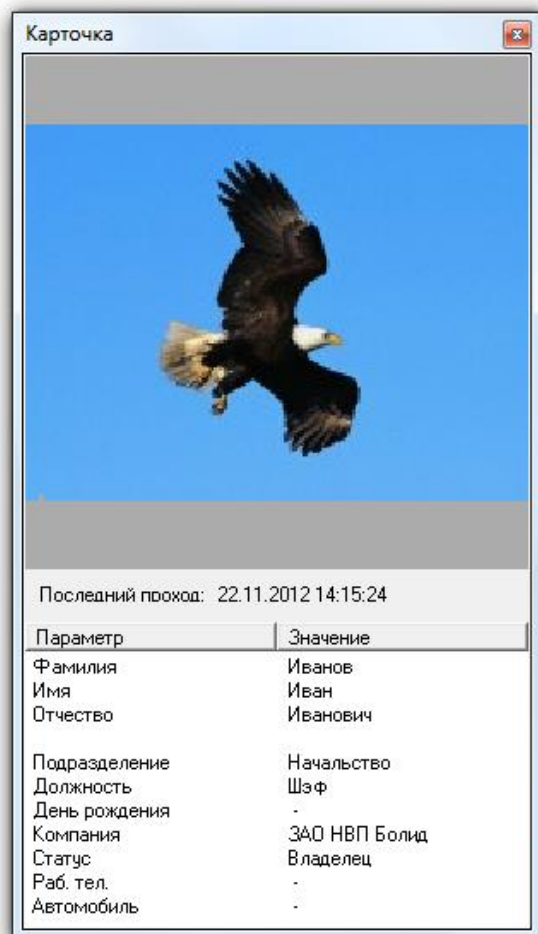 Карточка
Последний проход: 22.11.2012 14:15:24
Параметр Значение
Фамилия Иванов
Имя Иван
Отчество Иванович
Подразделение Начальство
Должность Шэф
День рождения -
Компания ЗАО НВП Болид
Статус Владелец
Раб. тел. -
Автомобиль -